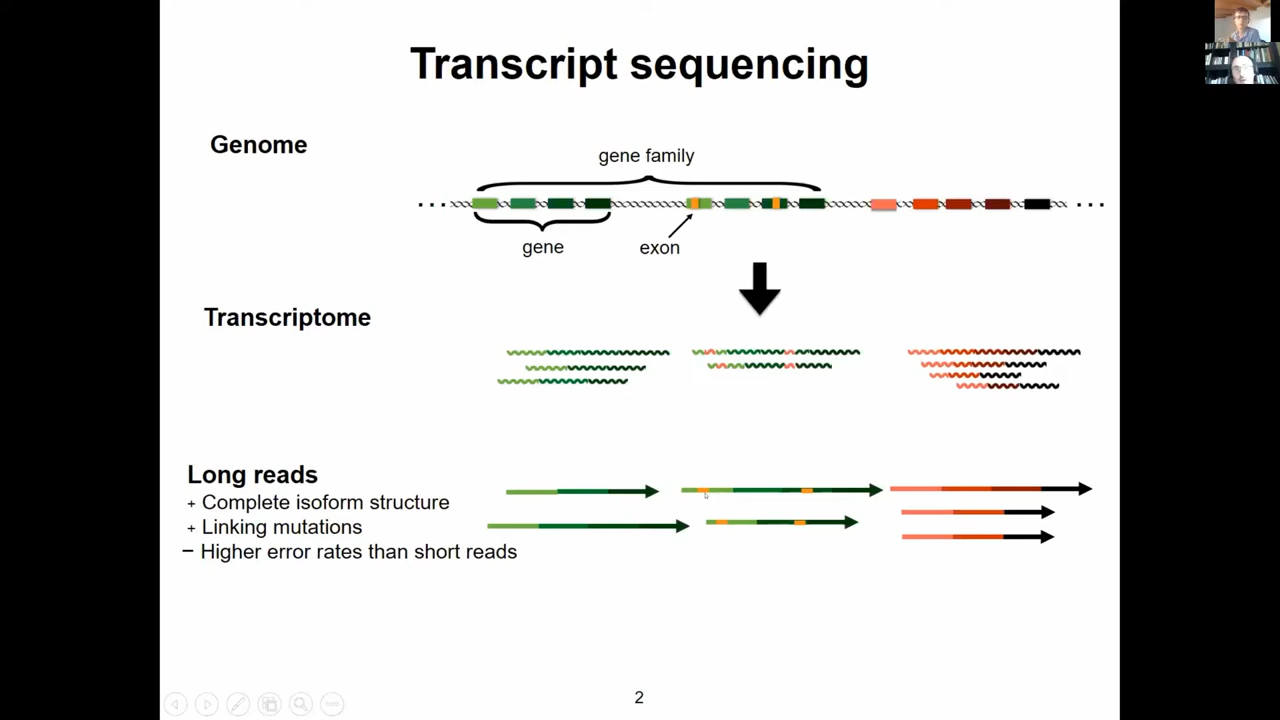 Transcript sequencing
Genome
gene family
gene
exon
Transcriptome
Long reads
+ Complete isoform structure
+ Linking mutations
− Higher error rates than short reads
2